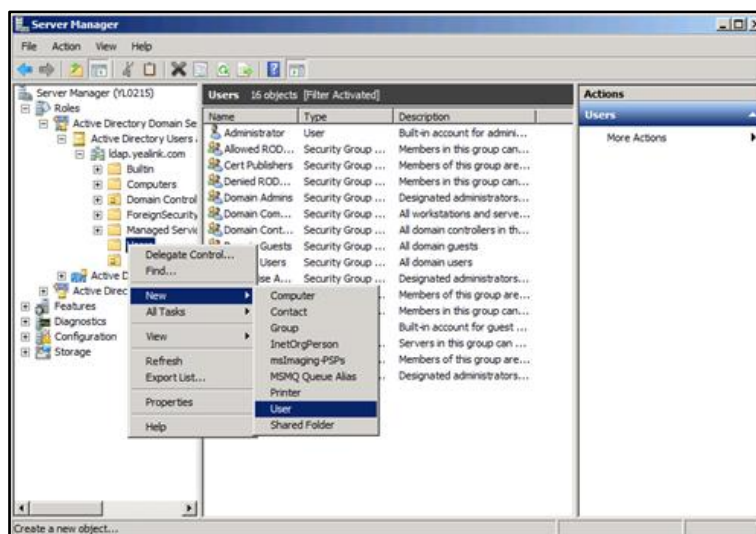 Server Manager
File Action View Help
Server Manager (YL0215)
Roles
Active Directory Domain Se
Active Directory Users
ldap.yealink.com
Builtin
Computers
Domain Control
ForeignSecurity
Managed Servic
Active D
Active Direc
Features
Diagnostics
Configuration
Storage
Users 16 objects [Filter Activated]
Name Type Description
Administrator User Built-in account for admini...
Allowed ROD... Security Group ... Members in this group can...
Cert Publishers Security Group ... Members of this group are...
Denied ROD... Security Group ... Members in this group can...
Domain Admins Security Group ... Designated administrators...
Domain Com... Security Group ... All workstations and serve...
Domain Cont... Security Group ... All domain controllers in th...
Guests Security Group ... All domain guests
Users Security Group ... All domain users
se A... Security Group ... Designated administrators...
Members of this group are...
Members in this group can...
Built-in account for guest ...
Servers in this group can ...
Members of this group are...
Designated administrators...
Delegate Control...
Find...
New
All Tasks
View
Refresh
Export List...
Properties
Help
Computer
Contact
Group
InetOrgPerson
msImaging-PSPs
MSMQ Queue Alias
Printer
User
Shared Folder
Actions
Users
More Actions
Create a new object...